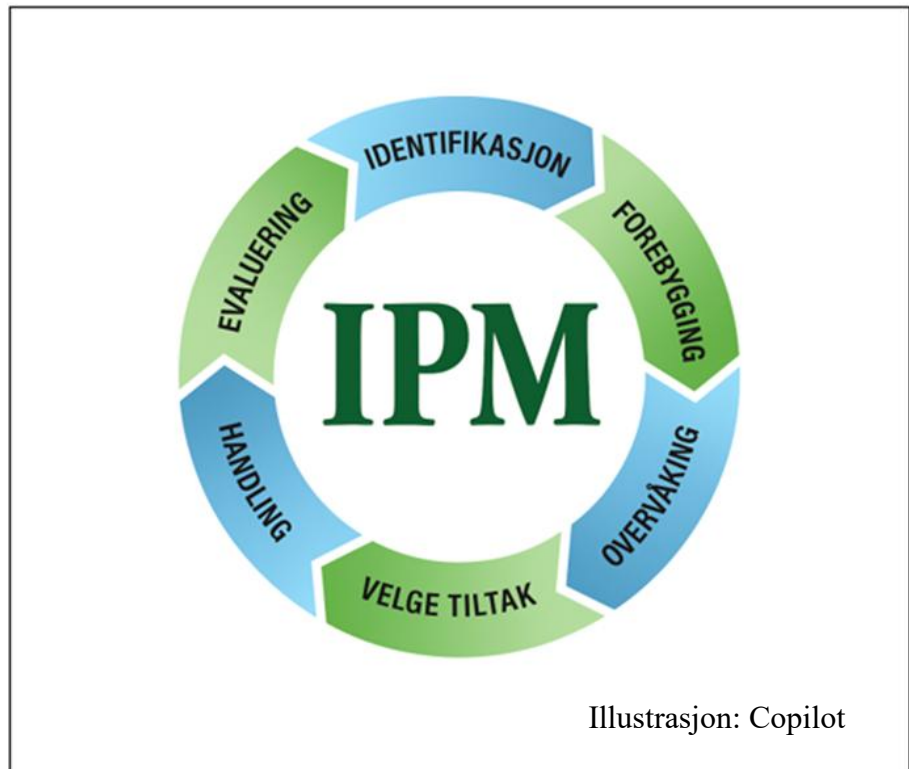 IDENTIFIKASJON
FOREBYGGING
OVERVÅKING
VELGE TILTAK
HANDLING
EVALUERING
IPM
Illustrasjon: Copilot